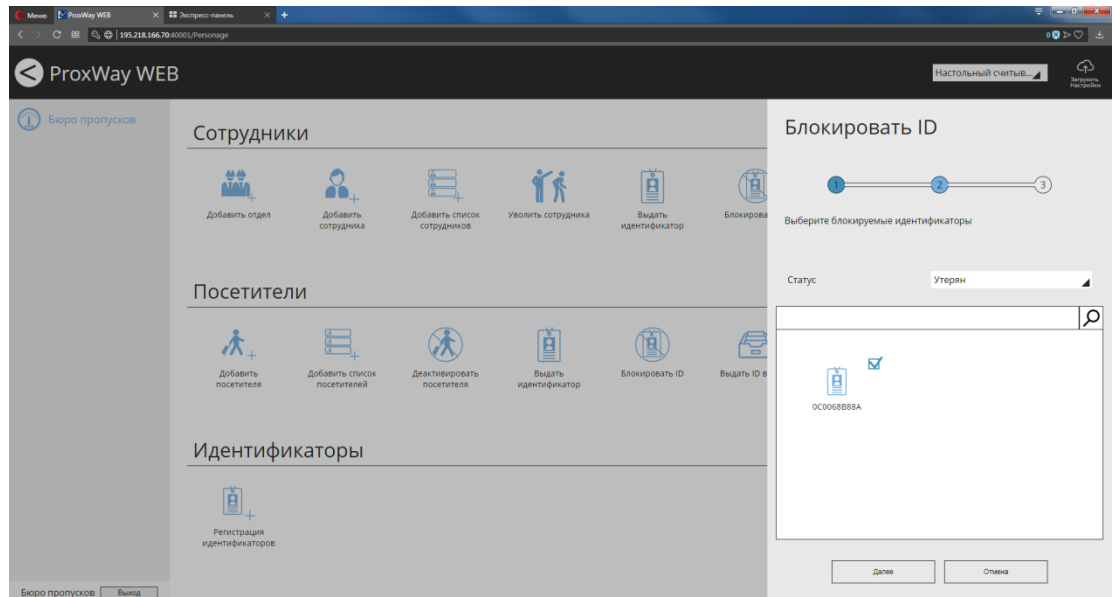 Меню
ProxWay WEB
Экспресс-панель
195.218.166.70:40001/Personage
0
ProxWay WEB
Настольный считыв...
Загрузить
Настройки
Бюро пропусков
Сотрудники
Добавить отдел
Добавить
сотрудника
Добавить список
сотрудников
Уволить сотрудника
Выдать
идентификатор
Блокирова
Посетители
Добавить
посетителя
Добавить список
посетителей
Деактивировать
посетителя
Выдать
идентификатор
Блокировать ID
Выдать ID в
Идентификаторы
Регистрация
идентификаторов
Бюро пропусков
Выход
Блокировать ID
1
2
3
Выберите блокируемые идентификаторы
Статус
Утерян
0C0068B88A
Далее
Отмена